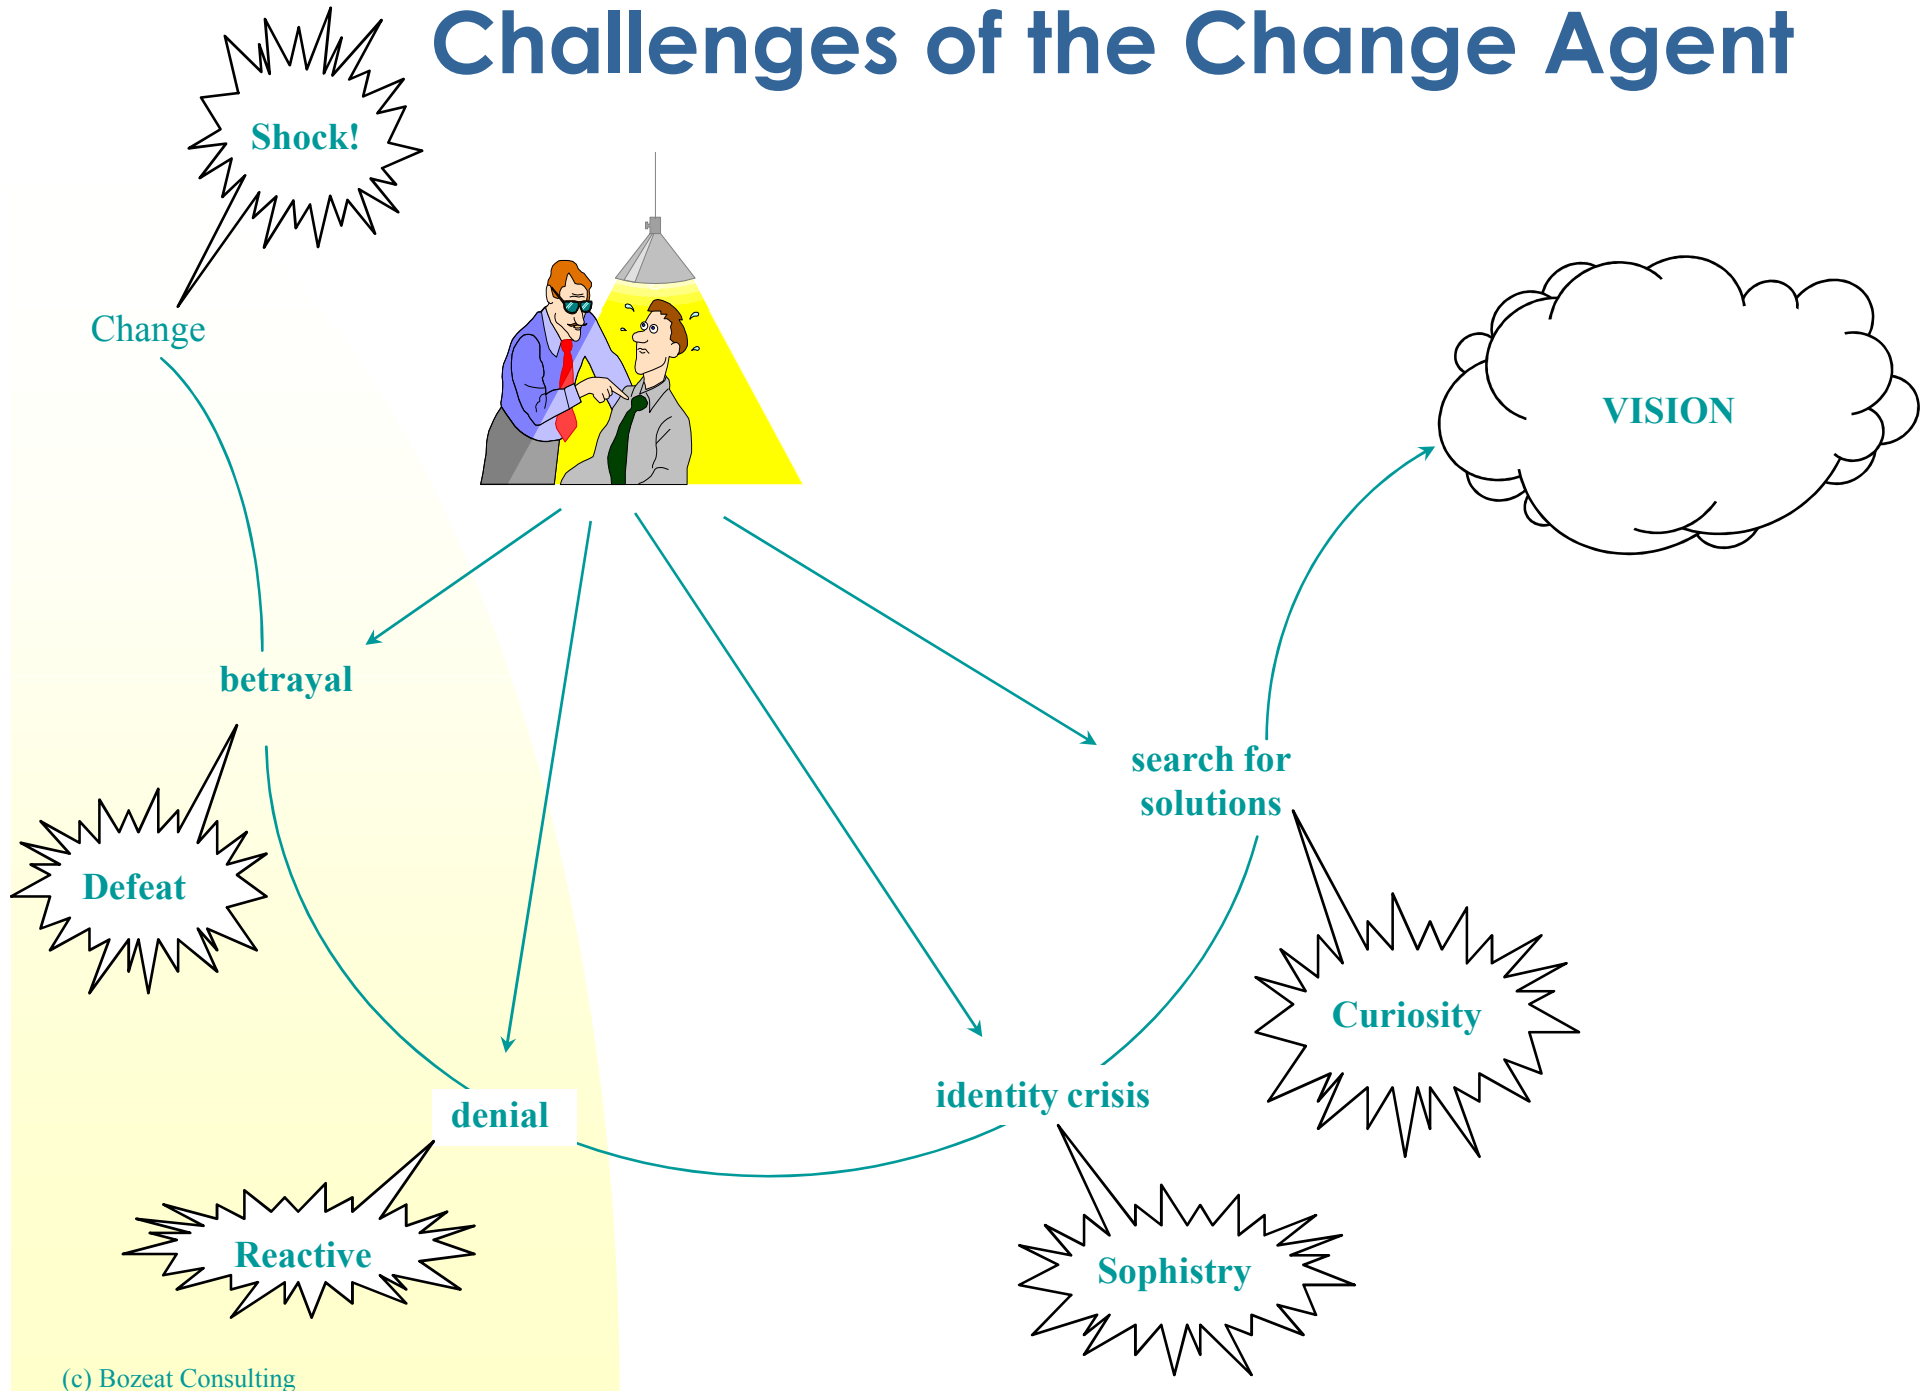 Challenges of the Change Agent
Shock!
Change
VISION
betrayal
search for
solutions
Defeat
Curiosity
identity crisis
denial
Reactive
Sophistry
(c) Bozeat Consulting